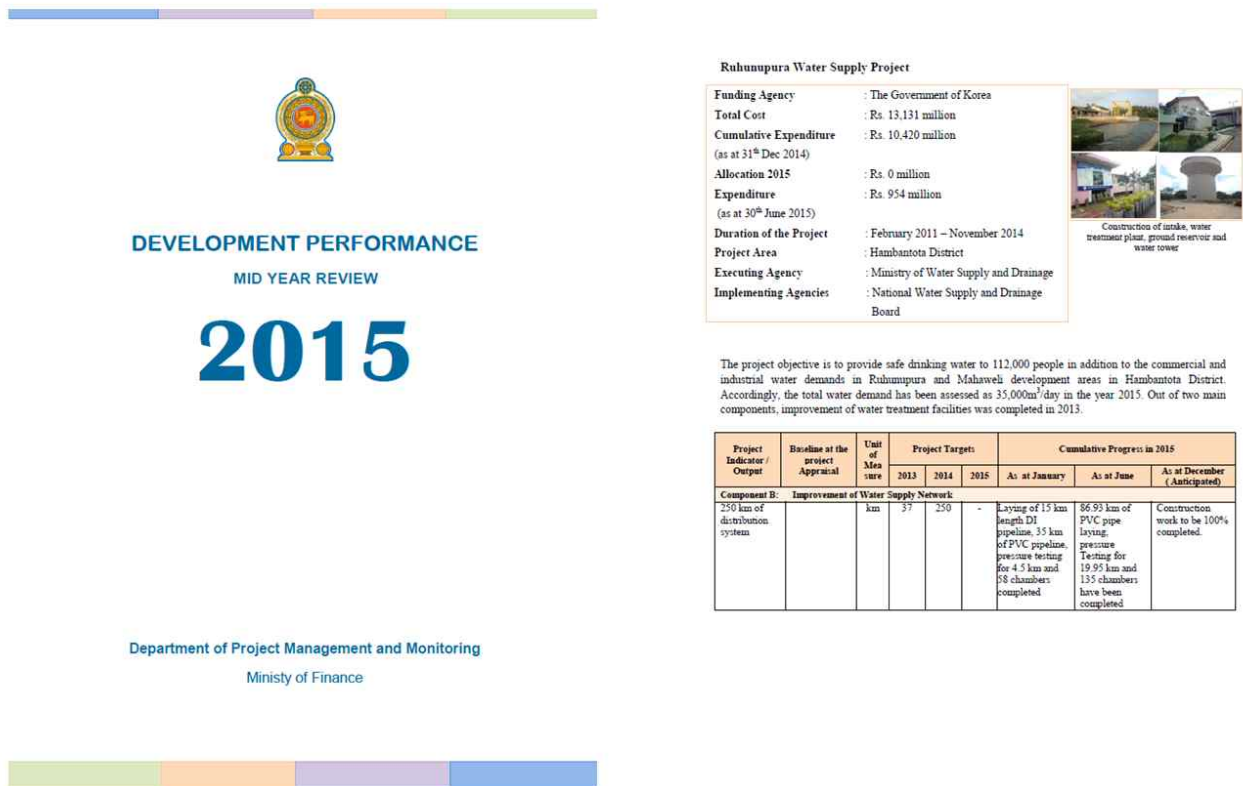 DEVELOPMENT PERFORMANCE
MID YEAR REVIEW
2015
Department of Project Management and Monitoring
Ministy of Finance
Ruhunupura Water Supply Project
Funding Agency : The Government of Korea
Total Cost : Rs. 13,131 million
Cumulative Expenditure : Rs. 10,420 million
(as at 31th Dec 2014)
Allocation 2015 : Rs. 0 million
Expenditure : Rs. 954 million
(as at 30th June 2015)
Duration of the Project : February 2011 – November 2014
Project Area : Hambantota District
Executing Agency : Ministry of Water Supply and Drainage
Implementing Agencies : National Water Supply and Drainage
Board
Construction of intake, water
treatment plant, ground reservoir and
water tower
The project objective is to provide safe drinking water to 112,000 people in addition to the commercial and
industrial water demands in Ruhunupura and Mahaweli development areas in Hambantota District.
Accordingly, the total water demand has been assessed as 35,000m³/day in the year 2015. Out of two main
components, improvement of water treatment facilities was completed in 2013.
Project
Indicator /
Output
Baseline at the
project
Appraisal
Unit
of
Mea
sure
Project Targets
2013 2014 2015
Cumulative Progress in 2015
As at January
As at June
As at December
( Anticipated)
Component B: Improvement of Water Supply Network
250 km of
distribution
system
km
37
250
-
Laying of 15 km
length DI
pipeline, 35 km
of PVC pipeline,
pressure testing
for 4.5 km and
58 chambers
completed
86.93 km of
PVC pipe
laying,
pressure
Testing for
19.95 km and
135 chambers
have been
completed
Construction
work to be 100%
completed.